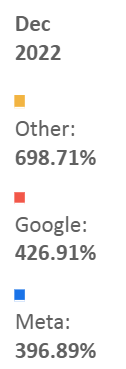 Dec
2022
Other:
698.71%
Google:
426.91%
Meta:
396.89%